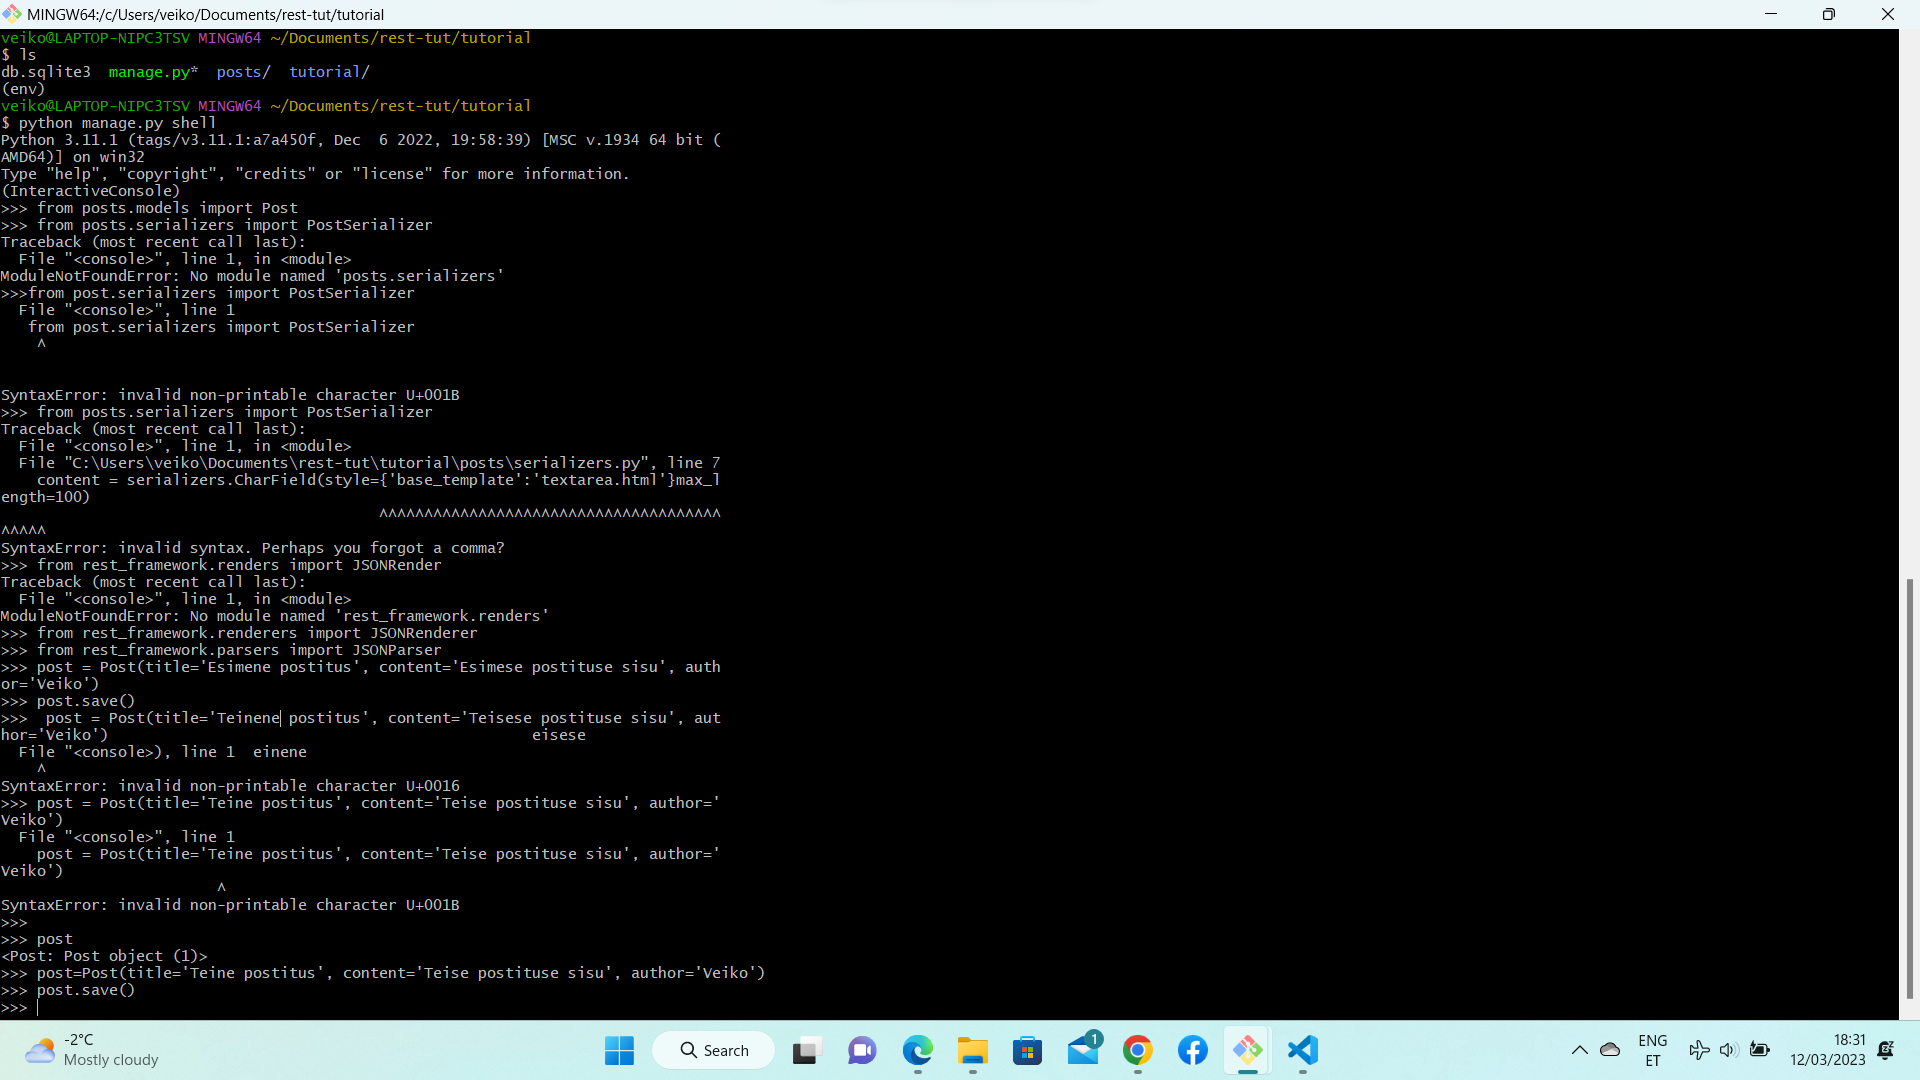 MINGW64:/c/Users/veiko/Documents/rest-tut/tutorial
veiko@LAPTOP-NIPC3TSV MINGW64 ~/Documents/rest-tut/tutorial
$ ls
db.sqlite3  manage.py*  posts/  tutorial/
(env)
veiko@LAPTOP-NIPC3TSV MINGW64 ~/Documents/rest-tut/tutorial
$ python manage.py shell
Python 3.11.1 (tags/v3.11.1:a7a450f, Dec  6 2022, 19:58:39) [MSC v.1934 64 bit (
AMD64)] on win32
Type "help", "copyright", "credits" or "license" for more information.
(InteractiveConsole)
>>> from posts.models import Post
>>> from posts.serializers import PostSerializer
Traceback (most recent call last):
  File "<console>", line 1, in <module>
ModuleNotFoundError: No module named 'posts.serializers'
>>>from post.serializers import PostSerializer
  File "<console>", line 1
   from post.serializers import PostSerializer
    ^
SyntaxError: invalid non-printable character U+001B
>>> from posts.serializers import PostSerializer
Traceback (most recent call last):
  File "<console>", line 1, in <module>
  File "C:\Users\veiko\Documents\rest-tut\tutorial\posts\serializers.py", line 7
    content = serializers.CharField(style={'base_template':'textarea.html'}max_l
ength=100)
                                          ^^^^^^^^^^^^^^^^^^^^^^^^^^^^^^^^^^^^^^
^^^^^
SyntaxError: invalid syntax. Perhaps you forgot a comma?
>>> from rest_framework.renders import JSONRender
Traceback (most recent call last):
  File "<console>", line 1, in <module>
ModuleNotFoundError: No module named 'rest_framework.renders'
>>> from rest_framework.renderers import JSONRenderer
>>> from rest_framework.parsers import JSONParser
>>> post = Post(title='Esimene postitus', content='Esimese postituse sisu', auth
or='Veiko')
>>> post.save()
>>>  post = Post(title='Teinene postitus', content='Teisese postituse sisu', aut
hor='Veiko')                                               eisese
  File "<console>), line 1  einene
    ^
SyntaxError: invalid non-printable character U+0016
>>> post = Post(title='Teine postitus', content='Teise postituse sisu', author='
Veiko')
  File "<console>", line 1
    post = Post(title='Teine postitus', content='Teise postituse sisu', author='
Veiko')
                        ^
SyntaxError: invalid non-printable character U+001B
>>>
>>> post
<Post: Post object (1)>
>>> post=Post(title='Teine postitus', content='Teise postituse sisu', author='Veiko')
>>> post.save()
>>>
-2°C
Mostly cloudy
Search
1
ENG
ET
18:31
12/03/2023